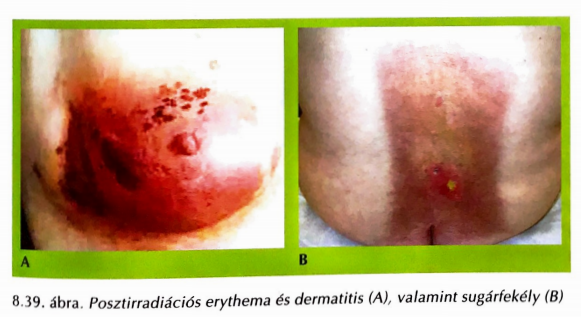 A
B
8.39. ábra. Posztirradiációs erythema és dermatitis (A), valamint sugárfekély (B)